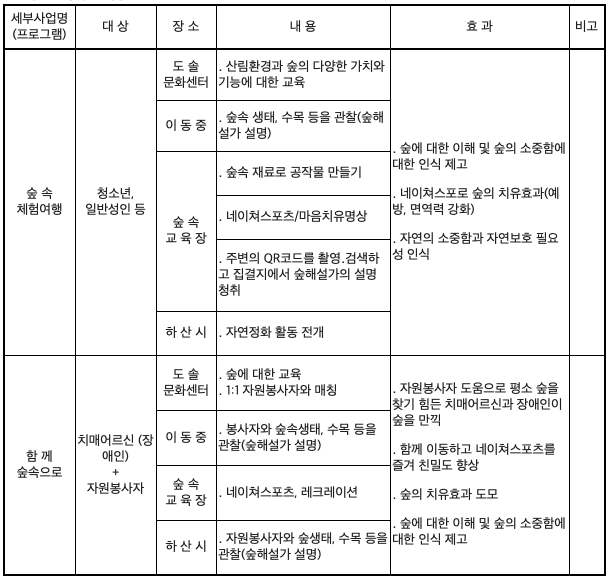 세부사업명
(프로그램)
대 상
장 소
내 용
효 과
비고
숲 속
체험여행
청소년,
일반성인 등
도 솔
문화센터
. 산림환경과 숲의 다양한 가치와
기능에 대한 교육
이 동 중
. 숲속 생태, 수목 등을 관찰(숲해
설가 설명)
숲 속
교 육 장
. 숲속 재료로 공작물 만들기
. 네이쳐스포츠/마음치유명상
. 주변의 QR코드를 촬영.검색하
고 집결지에서 숲해설가의 설명
청취
하 산 시
. 자연정화 활동 전개
. 숲에 대한 이해 및 숲의 소중함에
대한 인식 제고
. 네이쳐스포로 숲의 치유효과(예
방, 면역력 강화)
. 자연의 소중함과 자연보호 필요
성 인식
함 께
숲속으로
치매어르신 (장
애인)
+
자원봉사자
도 솔
문화센터
. 숲에 대한 교육
. 1:1 자원봉사자와 매칭
이 동 중
. 봉사자와 숲속생태, 수목 등을
관찰(숲해설가 설명)
숲 속
교 육 장
. 네이쳐스포츠, 레크레이션
하 산 시
. 자원봉사자와 숲생태, 수목 등을
관찰(숲해설가 설명)
. 자원봉사자 도움으로 평소 숲을
찾기 힘든 치매어르신과 장애인이
숲을 만끽
. 함께 이동하고 네이쳐스포츠를
즐겨 친밀도 향상
. 숲의 치유효과 도모
. 숲에 대한 이해 및 숲의 소중함에
대한 인식 제고